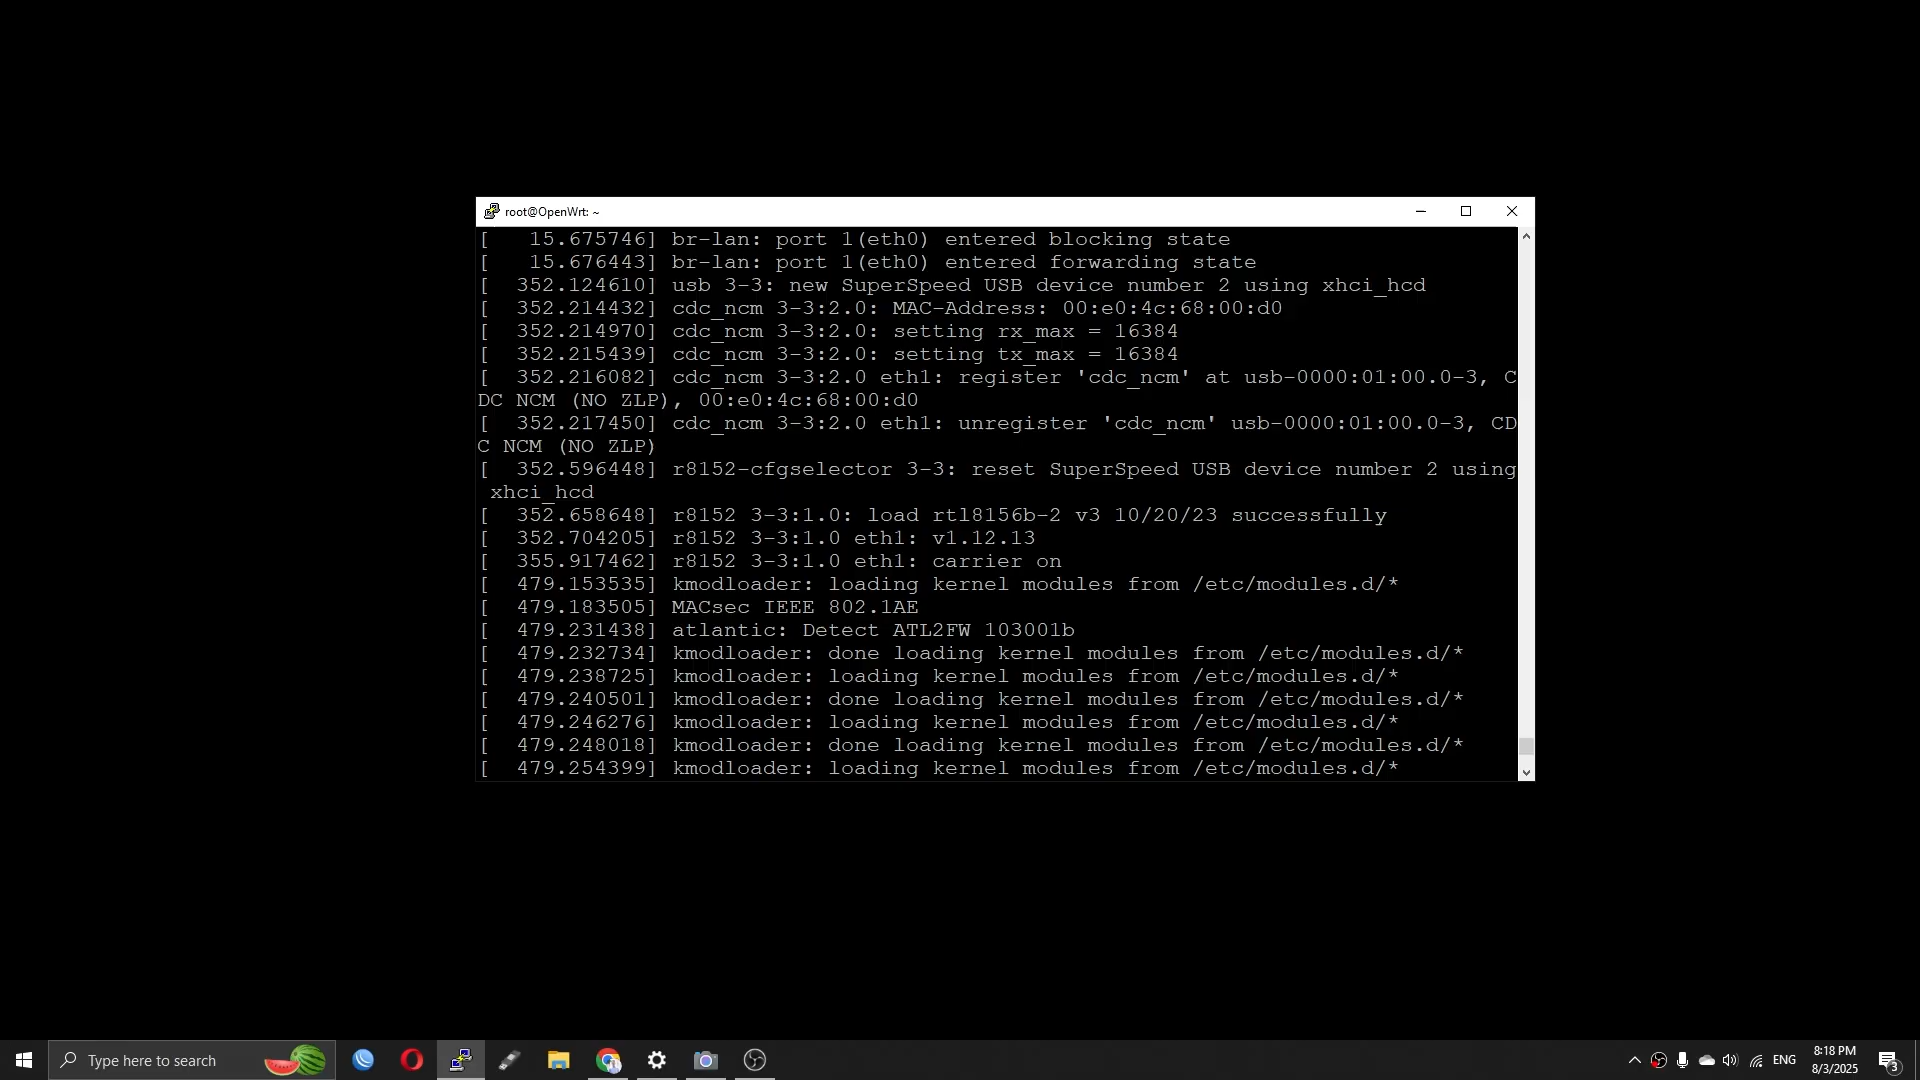 root@OpenWrt: ~
[   15.675746] br-lan: port 1(eth0) entered blocking state
[   15.676443] br-lan: port 1(eth0) entered forwarding state
[  352.124610] usb 3-3: new SuperSpeed USB device number 2 using xhci_hcd
[  352.214432] cdc_ncm 3-3:2.0: MAC-Address: 00:e0:4c:68:00:d0
[  352.214970] cdc_ncm 3-3:2.0: setting rx_max = 16384
[  352.215439] cdc_ncm 3-3:2.0: setting tx_max = 16384
[  352.216082] cdc_ncm 3-3:2.0 eth1: register 'cdc_ncm' at usb-0000:01:00.0-3, C
DC NCM (NO ZLP), 00:e0:4c:68:00:d0
[  352.217450] cdc_ncm 3-3:2.0 eth1: unregister 'cdc_ncm' usb-0000:01:00.0-3, CD
C NCM (NO ZLP)
[  352.596448] r8152-cfgselector 3-3: reset SuperSpeed USB device number 2 using
 xhci_hcd
[  352.658648] r8152 3-3:1.0: load rtl8156b-2 v3 10/20/23 successfully
[  352.704205] r8152 3-3:1.0 eth1: v1.12.13
[  355.917462] r8152 3-3:1.0 eth1: carrier on
[  479.153535] kmodloader: loading kernel modules from /etc/modules.d/*
[  479.183505] MACsec IEEE 802.1AE
[  479.231438] atlantic: Detect ATL2FW 103001b
[  479.232734] kmodloader: done loading kernel modules from /etc/modules.d/*
[  479.238725] kmodloader: loading kernel modules from /etc/modules.d/*
[  479.240501] kmodloader: done loading kernel modules from /etc/modules.d/*
[  479.246276] kmodloader: loading kernel modules from /etc/modules.d/*
[  479.248018] kmodloader: done loading kernel modules from /etc/modules.d/*
[  479.254399] kmodloader: loading kernel modules from /etc/modules.d/*
Type here to search
ENG
8:18 PM
8/3/2025
3